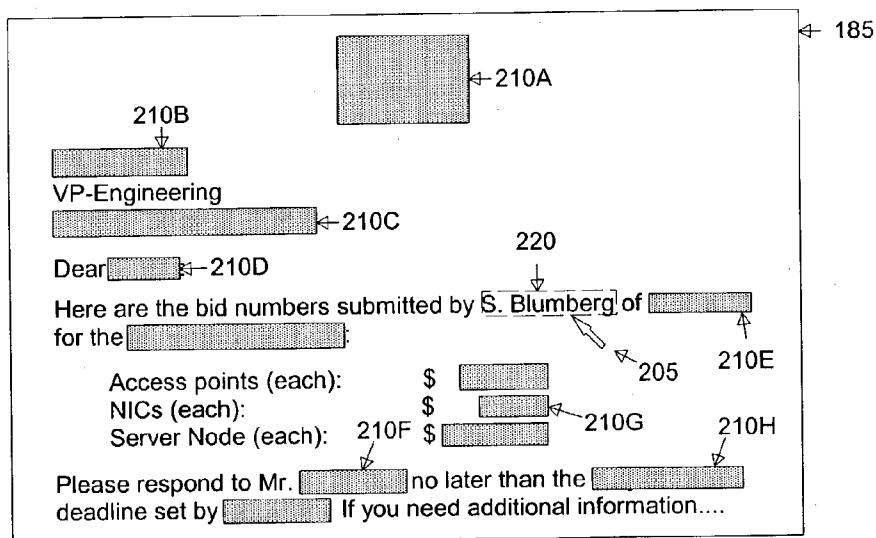 185
210A
210B
VP-Engineering
210C
220
Dear 210D
Here are the bid numbers submitted by S. Blumberg of
for the :
205 210E
Access points (each): $
NICs (each): $ 210G
Server Node (each): $ 210F 210H
Please respond to Mr. no later than the
deadline set by If you need additional information....